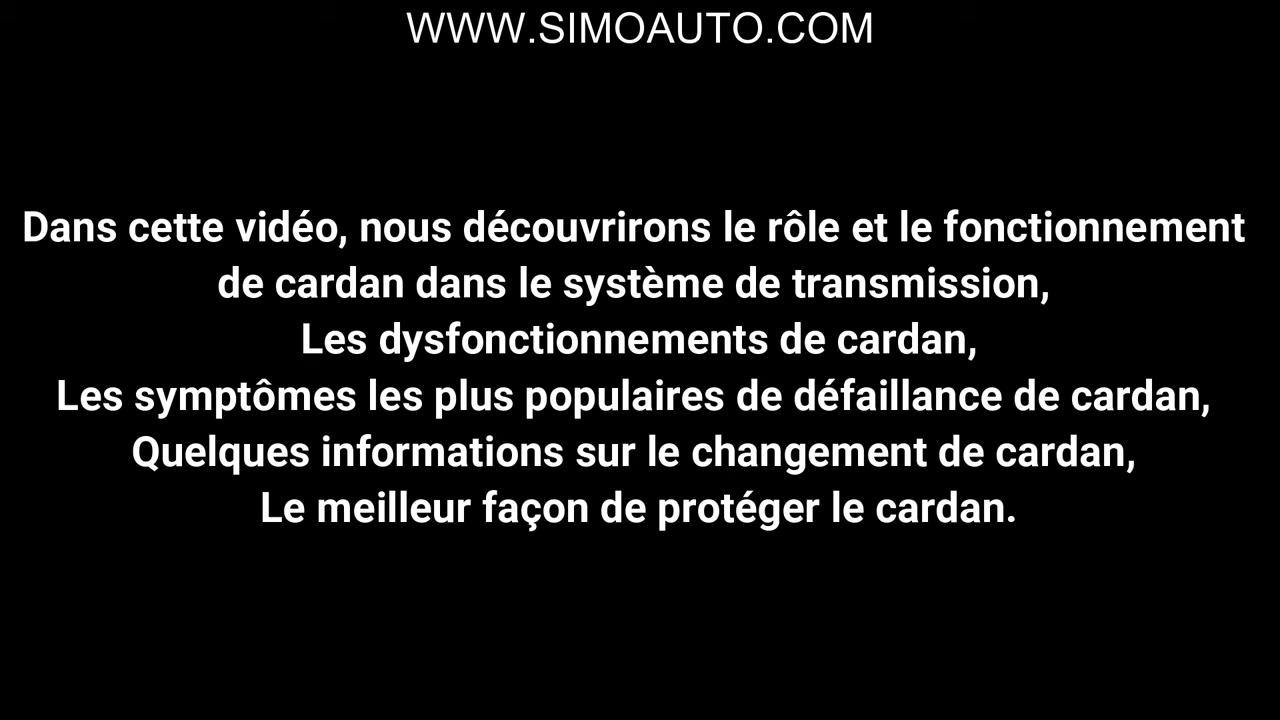 WWW.SIMOAUTO.COM
Dans cette vidéo, nous découvrirons le rôle et le fonctionnement
de cardan dans le système de transmission,
Les dysfonctionnements de cardan,
Les symptômes les plus populaires de défaillance de cardan,
Quelques informations sur le changement de cardan,
Le meilleur façon de protéger le cardan.